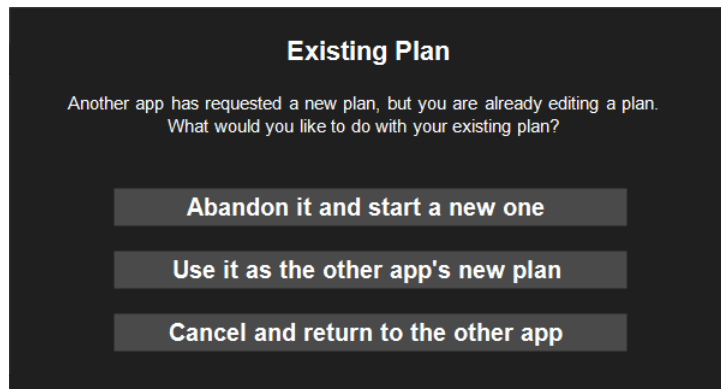 Existing Plan
Another app has requested a new plan, but you are already editing a plan.
What would you like to do with your existing plan?
Abandon it and start a new one
Use it as the other app's new plan
Cancel and return to the other app